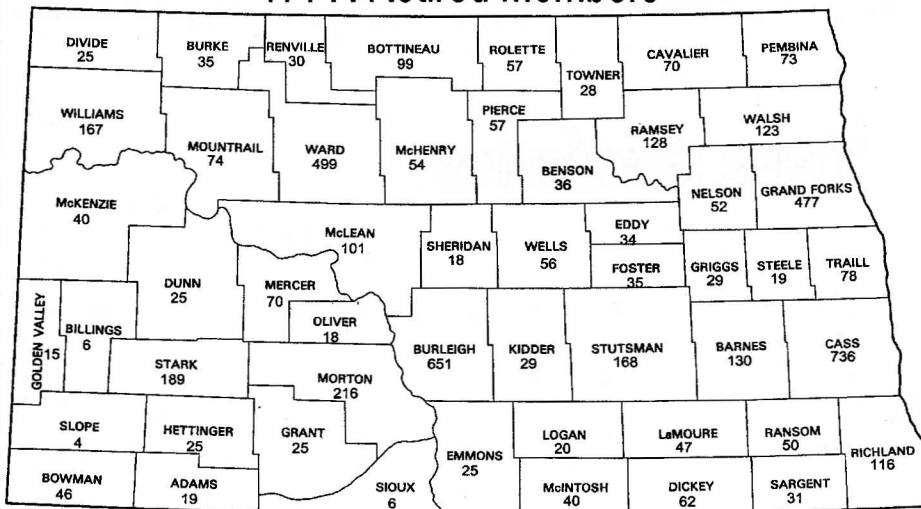 DIVIDE
25
BURKE
35
RENVILLE
30
BOTTINEAU
99
ROLETTE
57
TOWNER
28
CAVALIER
70
PEMBINA
73
WILLIAMS
167
MOUNTRAIL
74
WARD
499
McHENRY
54
PIERCE
57
BENSON
36
RAMSEY
128
WALSH
123
McKENZIE
40
McLEAN
101
SHERIDAN
18
WELLS
56
EDDY
34
FOSTER
35
NELSON
52
GRAND FORKS
477
GRIGGS
29
STEELE
19
TRAILL
78
DUNN
25
MERCER
70
OLIVER
18
GOLDEN VALLEY
15
BILLINGS
6
STARK
189
MORTON
216
BURLEIGH
651
KIDDER
29
STUTSMAN
168
BARNES
130
CASS
736
SLOPE
4
HETTINGER
25
GRANT
25
EMMONS
25
LOGAN
20
LaMOURE
47
RANSOM
50
RICHLAND
116
BOWMAN
46
ADAMS
19
SIOUX
6
McINTOSH
40
DICKEY
62
SARGENT
31